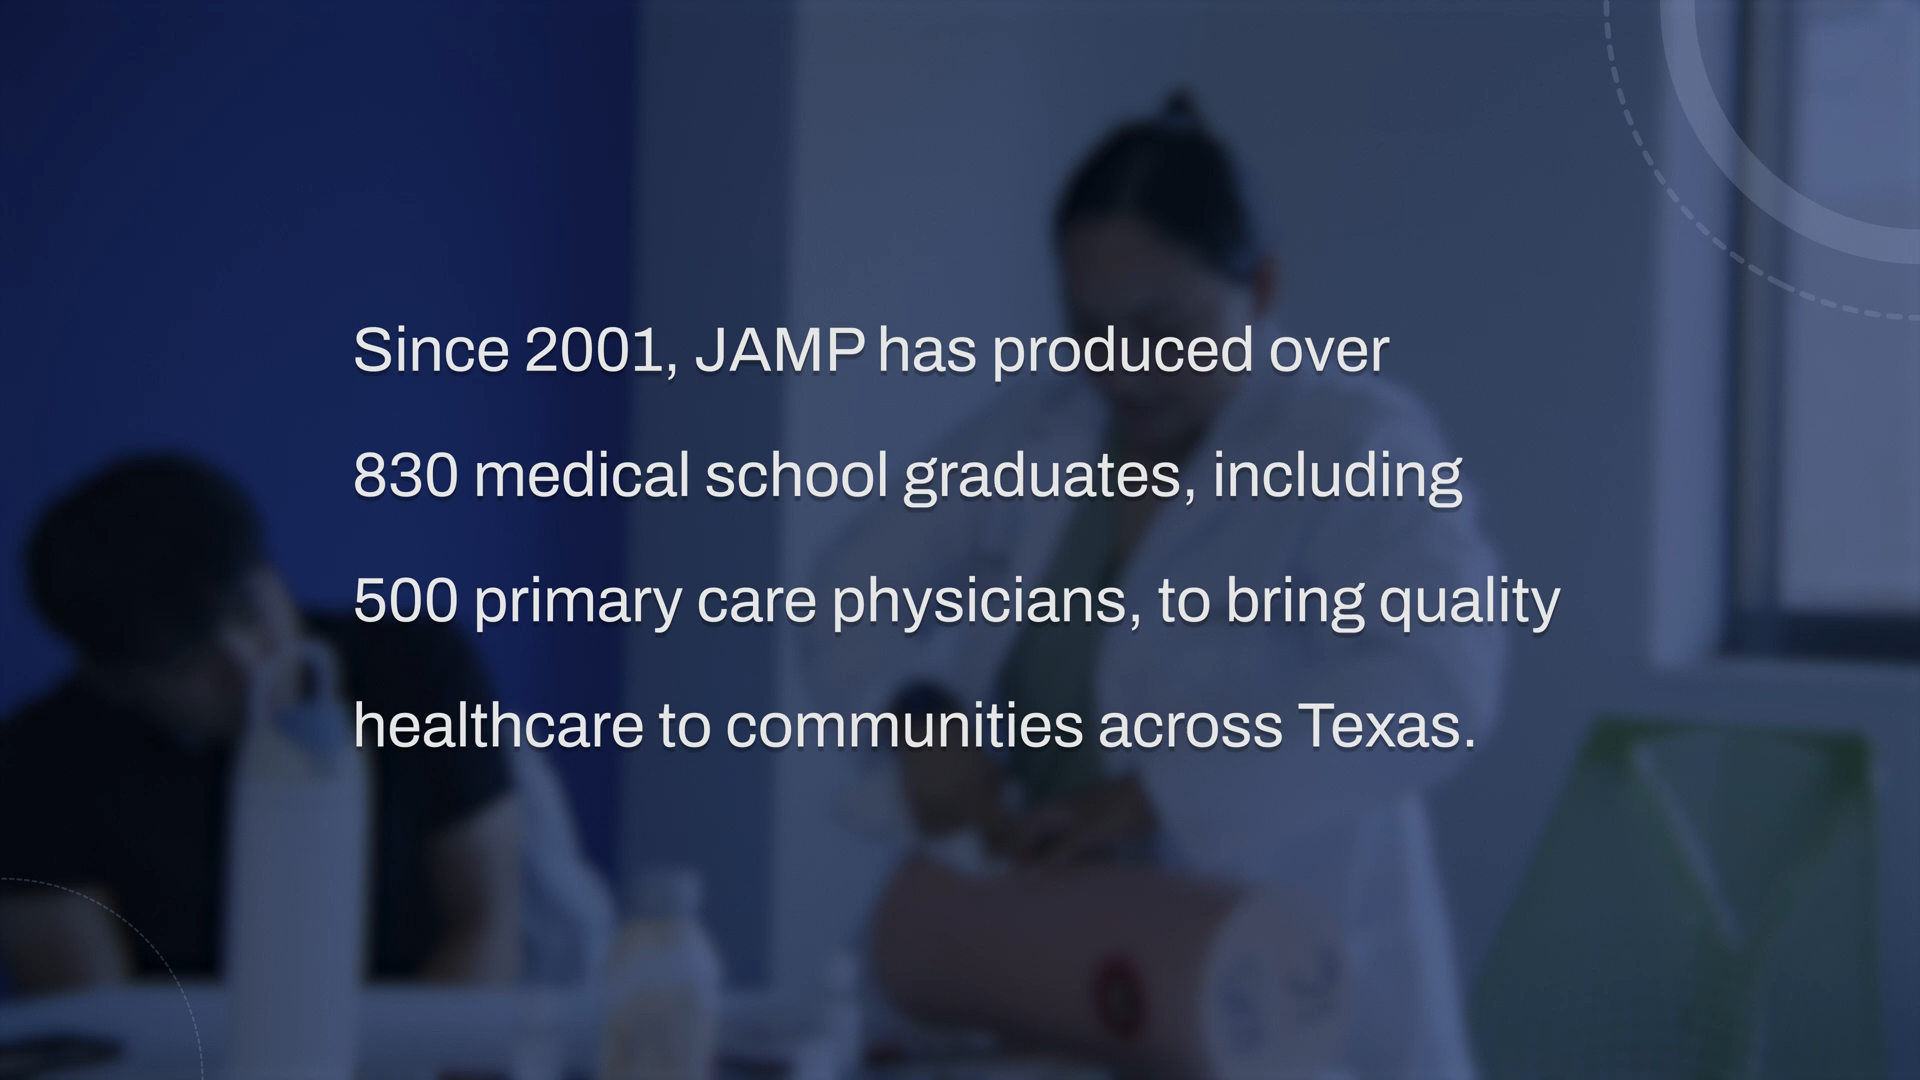 Since 2001, JAMP has produced over
830 medical school graduates, including
500 primary care physicians, to bring quality
healthcare to communities across Texas.